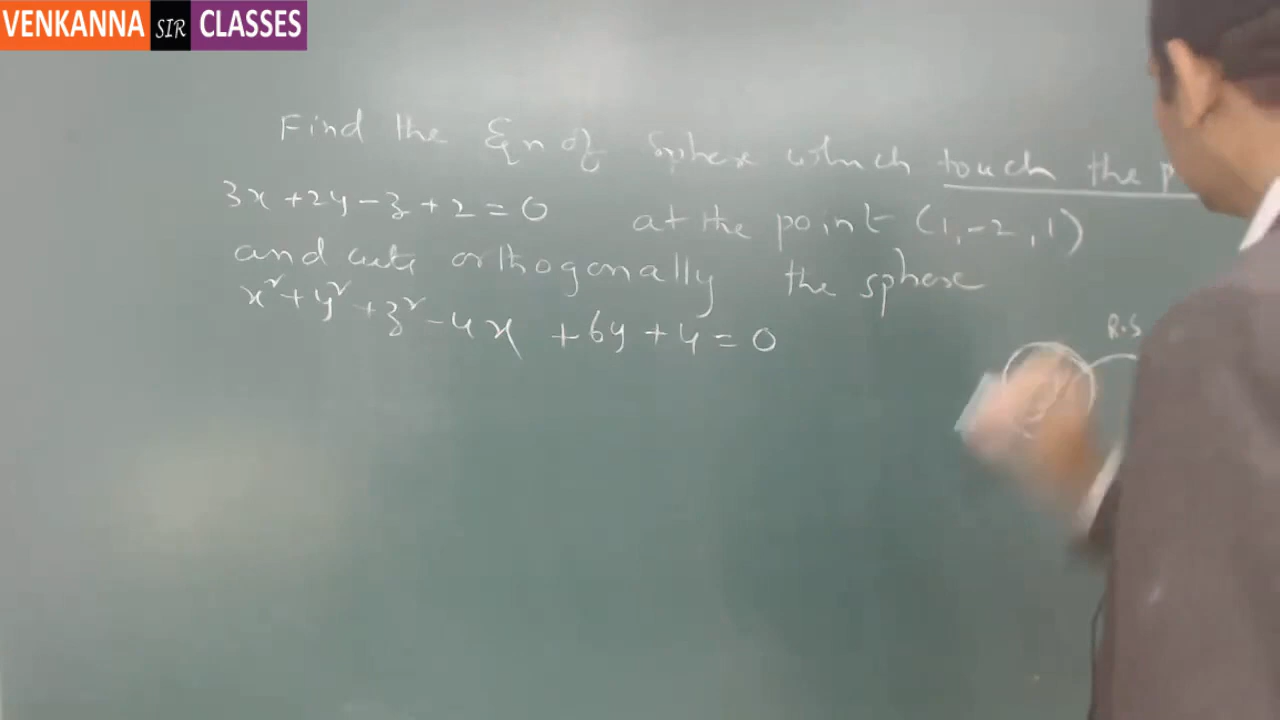 VENKANNA SIR CLASSES
Find the Eqn of sphere which touch the p
3x + 2y - z + 2 = 0 at the point (1, -2, 1)
and cuts orthogonally the sphere
x² + y² + z² - 4x + 6y + 4 = 0
R.S